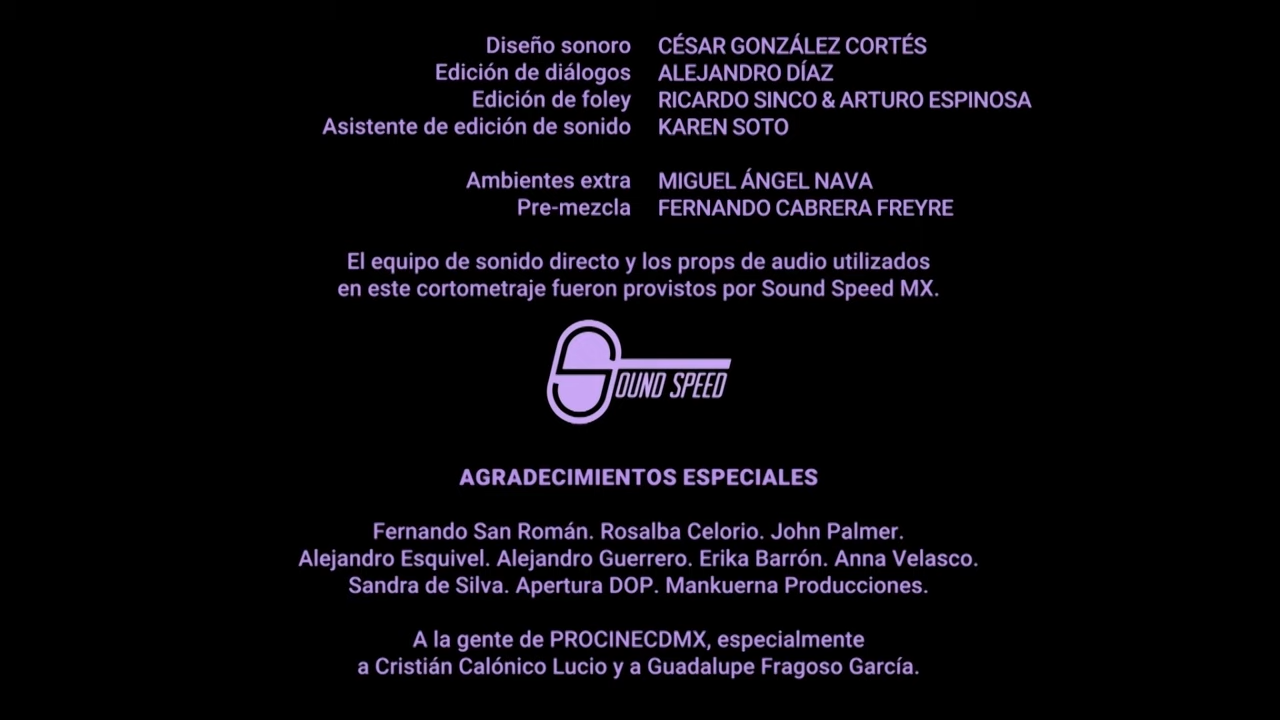 Diseño sonoro CÉSAR GONZÁLEZ CORTÉS
Edición de diálogos ALEJANDRO DÍAZ
Edición de foley RICARDO SINCO & ARTURO ESPINOSA
Asistente de edición de sonido KAREN SOTO
Ambientes extra MIGUEL ÁNGEL NAVA
Pre-mezcla FERNANDO CABRERA FREYRE
El equipo de sonido directo y los props de audio utilizados
en este cortometraje fueron provistos por Sound Speed MX.
SOUND SPEED
AGRADECIMIENTOS ESPECIALES
Fernando San Román. Rosalba Celorio. John Palmer.
Alejandro Esquivel. Alejandro Guerrero. Erika Barrón. Anna Velasco.
Sandra de Silva. Apertura DOP. Mankuerna Producciones.
A la gente de PROCINECDMX, especialmente
a Cristián Calónico Lucio y a Guadalupe Fragoso García.